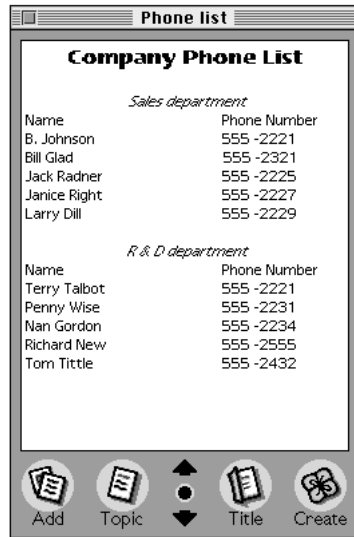 Phone list
Company Phone List
Sales department
Name Phone Number
B. Johnson 555 -2221
Bill Glad 555 -2321
Jack Radner 555 -2225
Janice Right 555 -2227
Larry Dill 555 -2229
R & D department
Name Phone Number
Terry Talbot 555 -2221
Penny Wise 555 -2231
Nan Gordon 555 -2234
Richard New 555 -2555
Tom Tittle 555 -2432
Add Topic Title Create